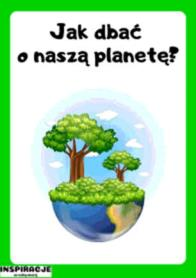 Jak dbać
o naszą planetę?
INSPIRACJE